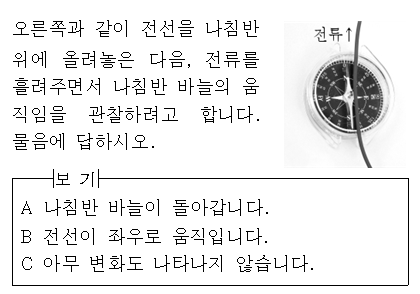 오른쪽과 같이 전선을 나침반
위에 올려놓은 다음, 전류를
흘려주면서 나침반 바늘의 움
직임을 관찰하려고 합니다.
물음에 답하시오.
전류↑
보 기
A 나침반 바늘이 돌아갑니다.
B 전선이 좌우로 움직입니다.
C 아무 변화도 나타나지 않습니다.